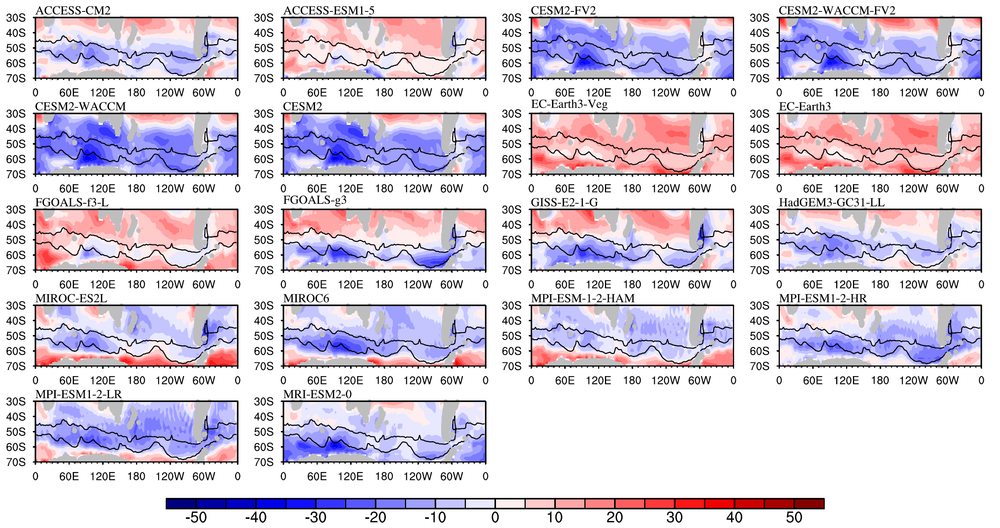 ACCESS-CM2 ACCESS-ESM1-5 CESM2-FV2 CESM2-WACCM-FV2
30S 30S 30S 30S
40S 40S 40S 40S
50S 50S 50S 50S
60S 60S 60S 60S
70S 70S 70S 70S
0 60E 120E 180 120W 60W 0 0 60E 120E 180 120W 60W 0 0 60E 120E 180 120W 60W 0 0 60E 120E 180 120W 60W 0
CESM2-WACCM CESM2 EC-Earth3-Veg EC-Earth3
30S 30S 30S 30S
40S 40S 40S 40S
50S 50S 50S 50S
60S 60S 60S 60S
70S 70S 70S 70S
0 60E 120E 180 120W 60W 0 0 60E 120E 180 120W 60W 0 0 60E 120E 180 120W 60W 0 0 60E 120E 180 120W 60W 0
FGOALS-f3-L FGOALS-g3 GISS-E2-1-G HadGEM3-GC31-LL
30S 30S 30S 30S
40S 40S 40S 40S
50S 50S 50S 50S
60S 60S 60S 60S
70S 70S 70S 70S
0 60E 120E 180 120W 60W 0 0 60E 120E 180 120W 60W 0 0 60E 120E 180 120W 60W 0 0 60E 120E 180 120W 60W 0
MIROC-ES2L MIROC6 MPI-ESM-1-2-HAM MPI-ESM1-2-HR
30S 30S 30S 30S
40S 40S 40S 40S
50S 50S 50S 50S
60S 60S 60S 60S
70S 70S 70S 70S
0 60E 120E 180 120W 60W 0 0 60E 120E 180 120W 60W 0 0 60E 120E 180 120W 60W 0 0 60E 120E 180 120W 60W 0
MPI-ESM1-2-LR MRI-ESM2-0
30S 30S
40S 40S
50S 50S
60S 60S
70S 70S
0 60E 120E 180 120W 60W 0 0 60E 120E 180 120W 60W 0
-50 -40 -30 -20 -10 0 10 20 30 40 50